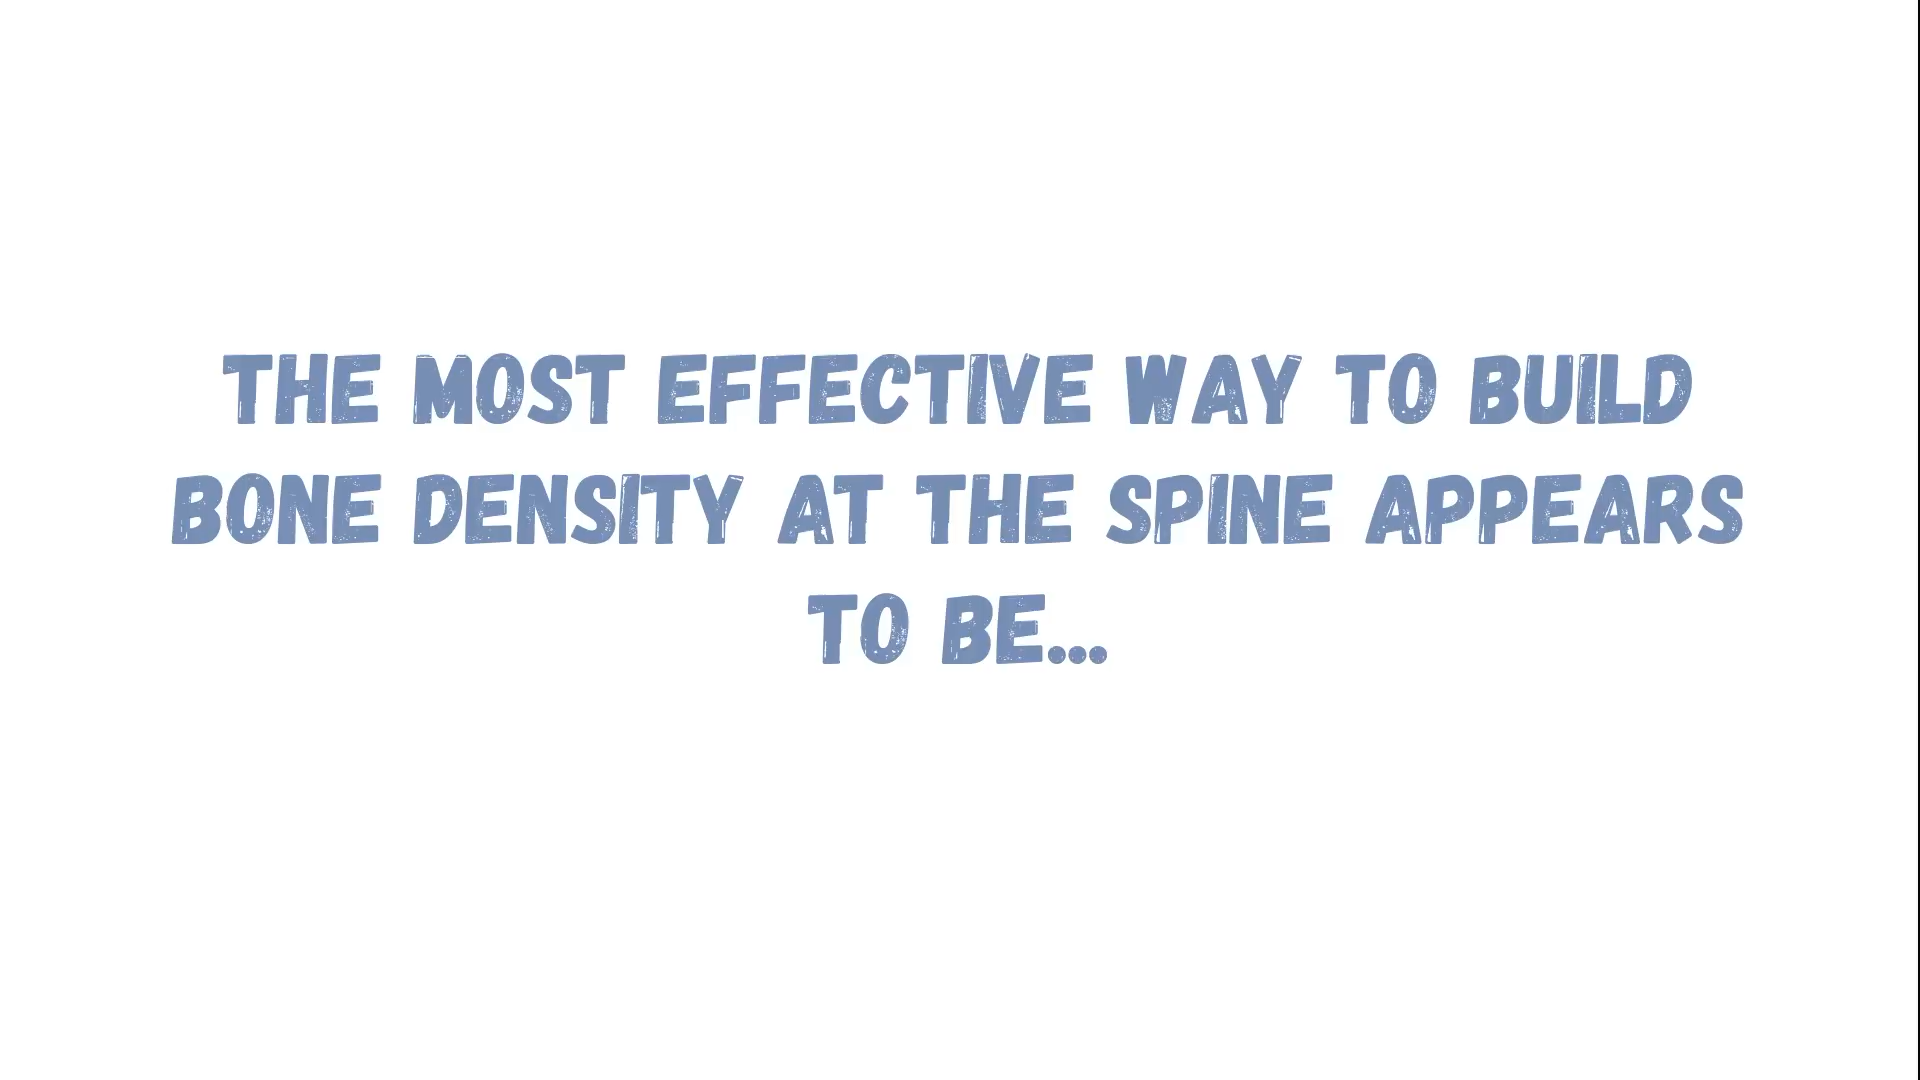 THE MOST EFFECTIVE WAY TO BUILD
BONE DENSITY AT THE SPINE APPEARS
TO BE...